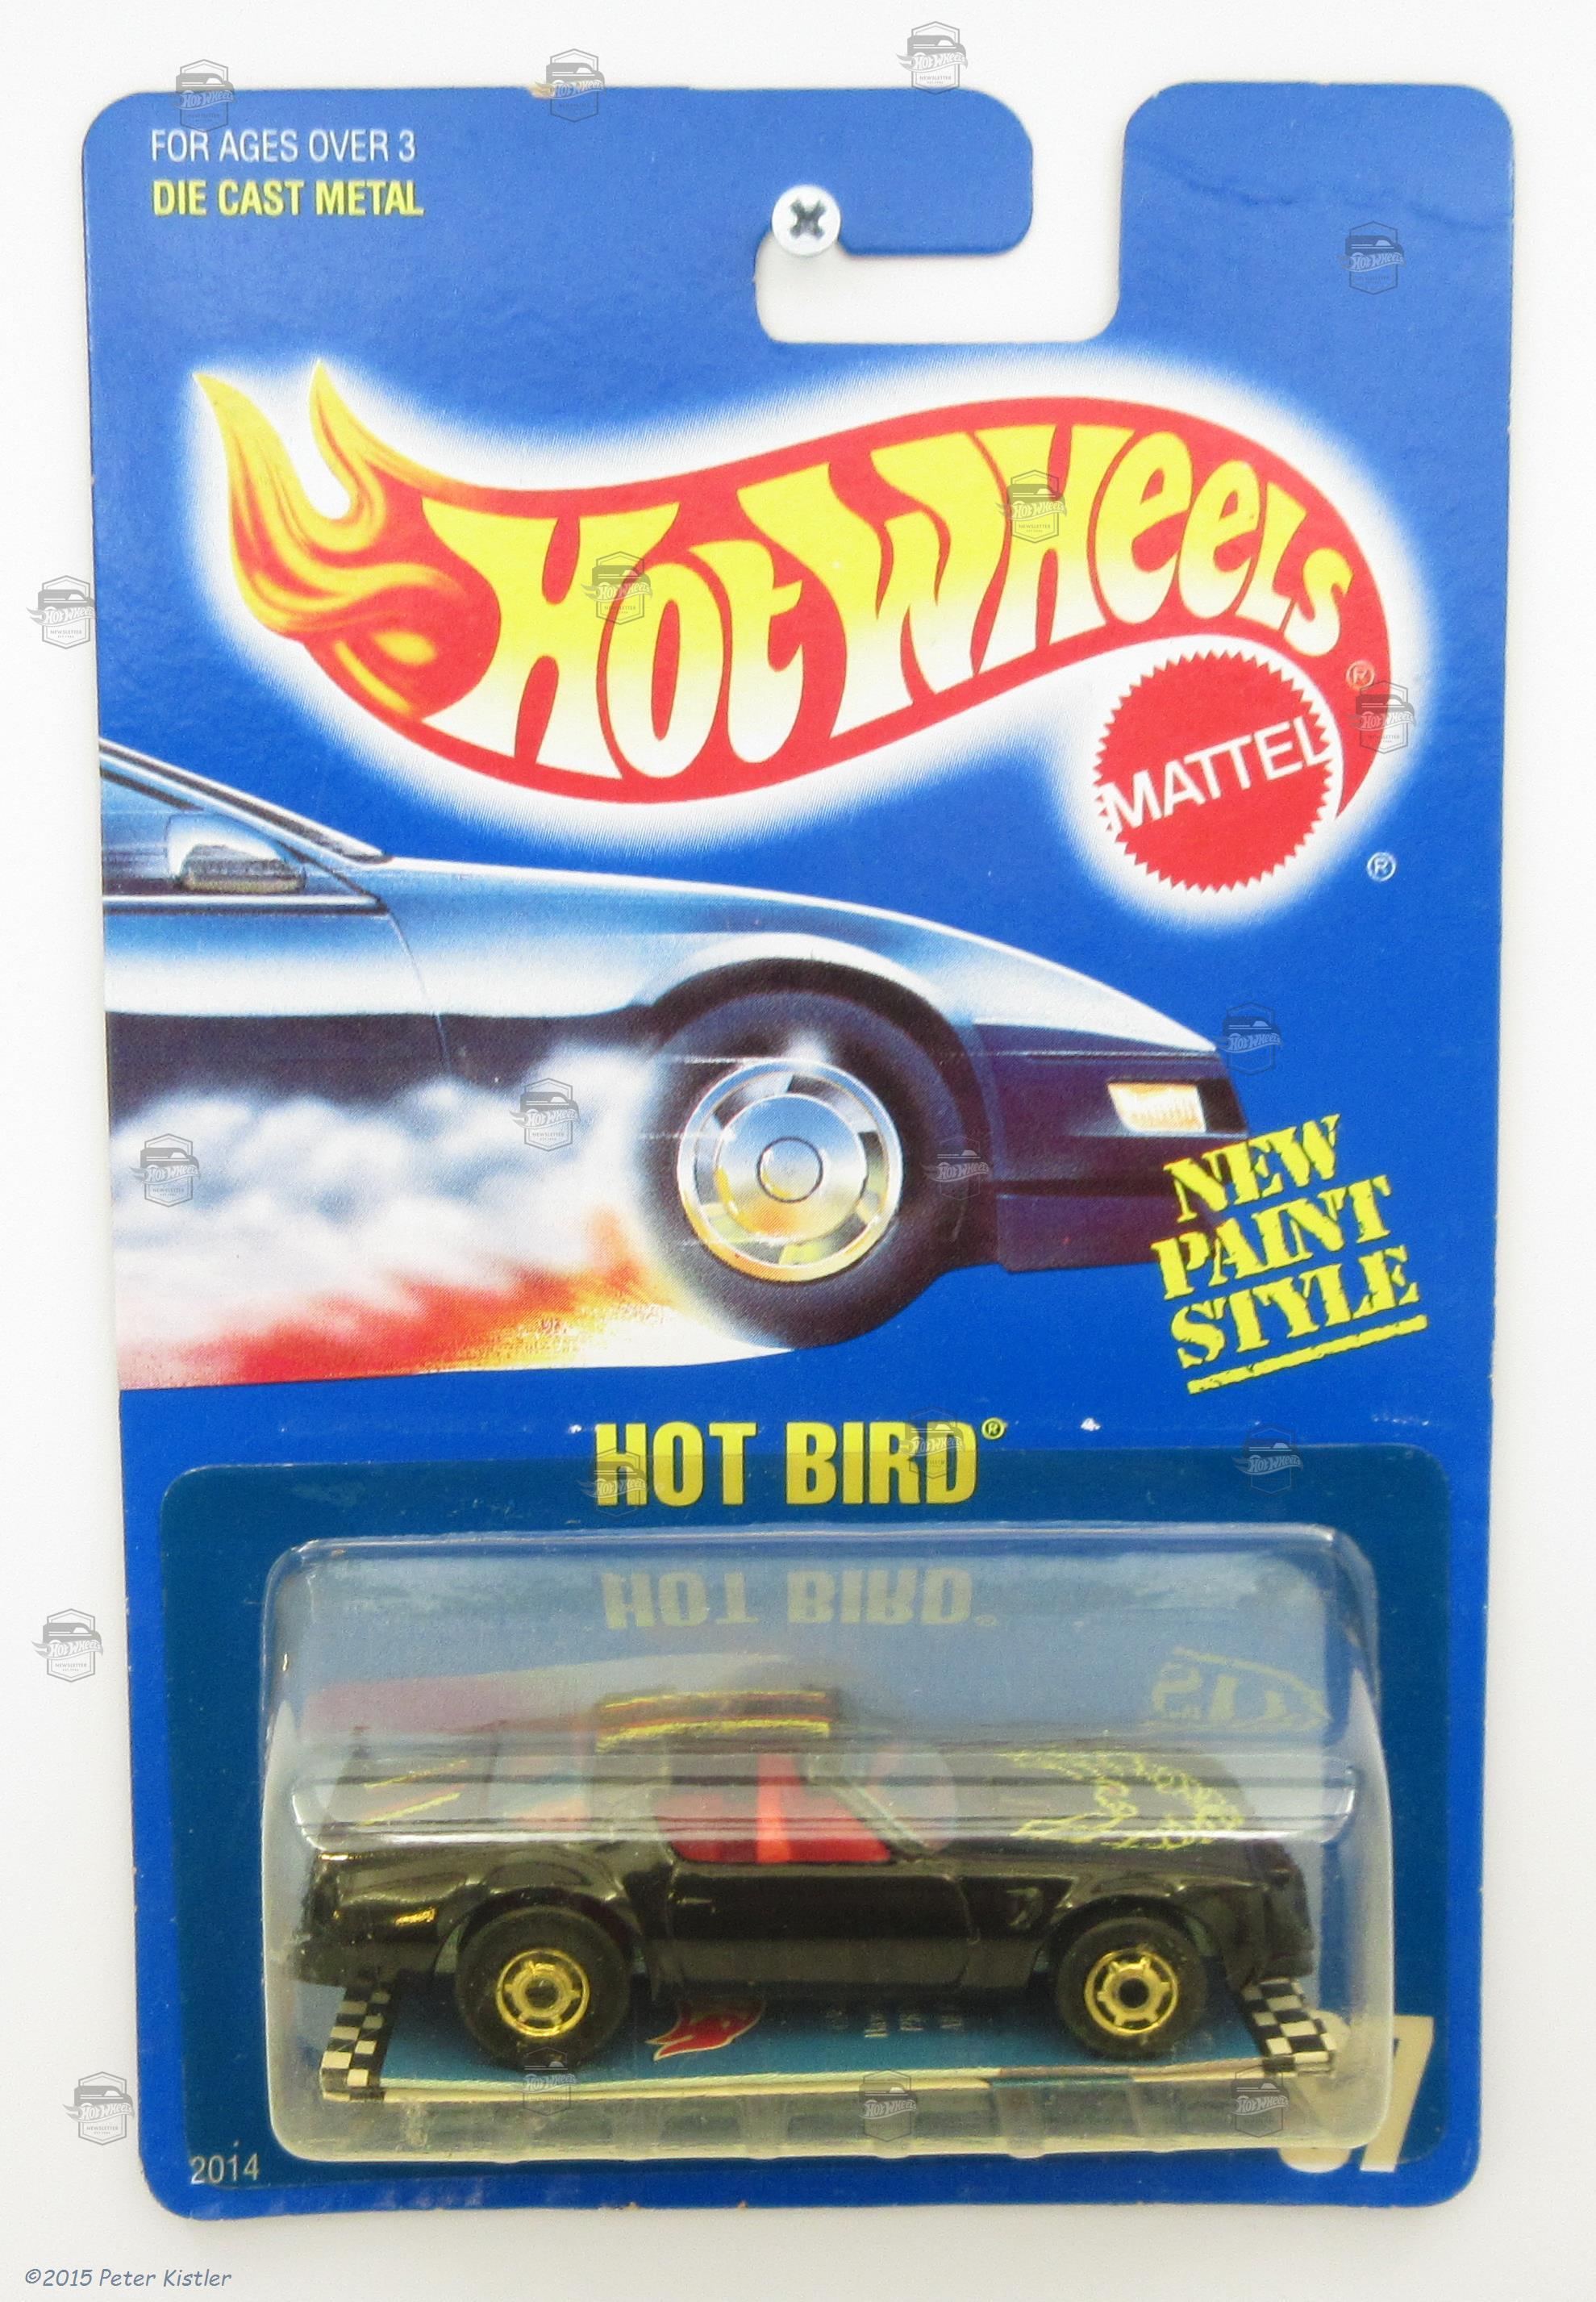 FOR AGES OVER 3
DIE CAST METAL
HOT WHEELS®
MATTEL
®
NEW
PAINT
STYLE
HOT BIRD®
2014
©2015 Peter Kistler